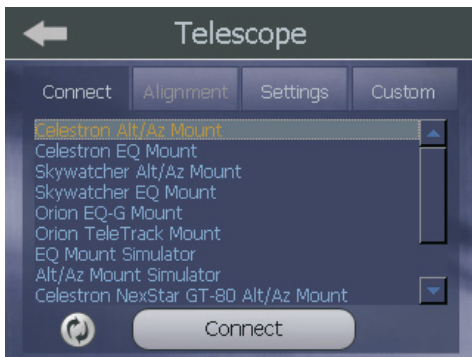 Telescope
Connect Alignment Settings Custom
Celestron Alt/Az Mount
Celestron EQ Mount
Skywatcher Alt/Az Mount
Skywatcher EQ Mount
Orion EQ-G Mount
Orion TeleTrack Mount
EQ Mount Simulator
Alt/Az Mount Simulator
Celestron NexStar GT-80 Alt/Az Mount
Connect